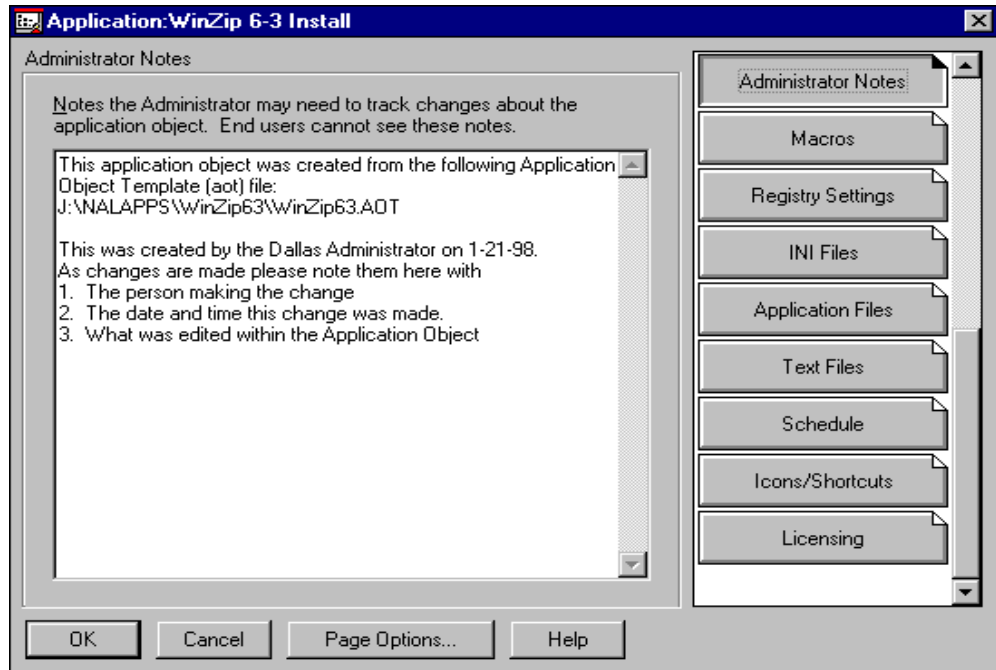 Application:WinZip 6-3 Install
Administrator Notes
Notes the Administrator may need to track changes about the
application object.  End users cannot see these notes.
This application object was created from the following Application
Object Template (aot) file:
J:\NALAPPS\WinZip63\WinZip63.AOT
This was created by the Dallas Administrator on 1-21-98.
As changes are made please note them here with
1.  The person making the change
2.  The date and time this change was made.
3.  What was edited within the Application Object
Administrator Notes
Macros
Registry Settings
INI Files
Application Files
Text Files
Schedule
Icons/Shortcuts
Licensing
OK
Cancel
Page Options...
Help